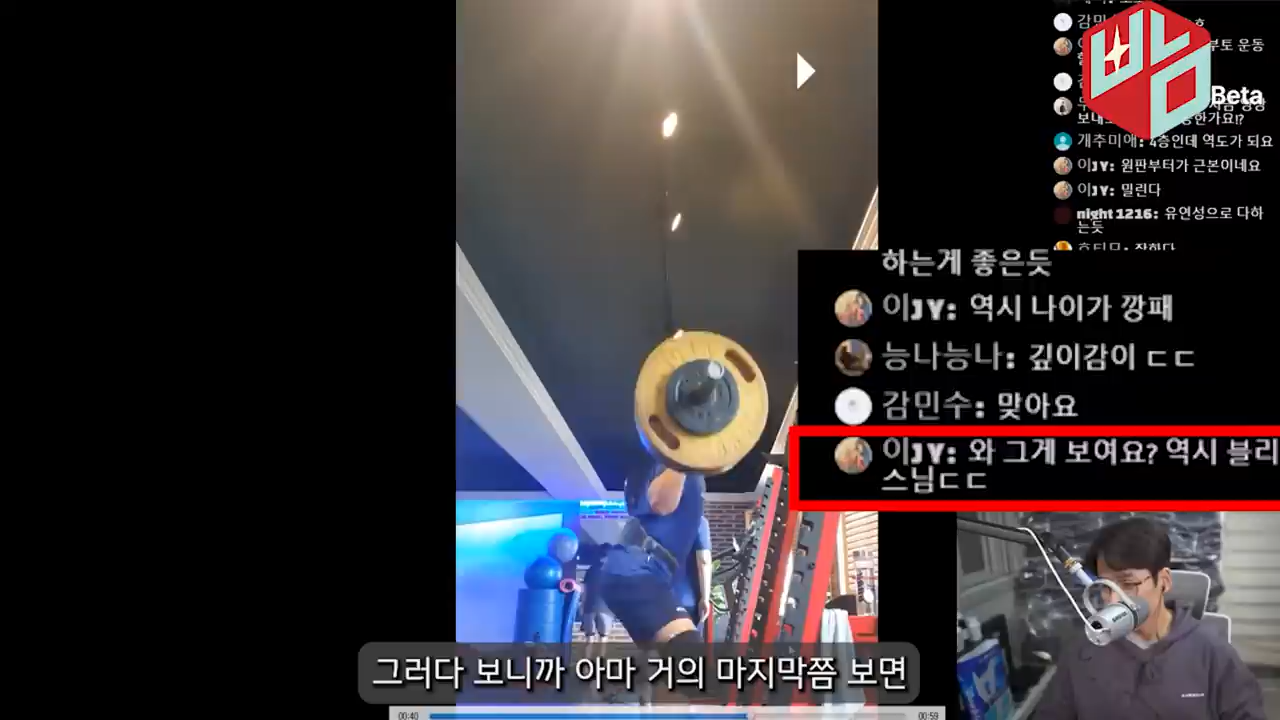 감민
부토 운동
Beta
개추미애: 4층인데 역도가 되요
이JY: 원판부터가 근본이네요
이JY: 밀린다
night 1216: 유연성으로 다하
는듯
하는게 좋은듯
이JY: 역시 나이가 깡패
능나능나: 깊이감이 ㄷㄷ
감민수: 맞아요
이JY: 와 그게 보여요? 역시 블리
스님ㄷㄷ
그러다 보니까 아마 거의 마지막쯤 보면
00:40
00:59